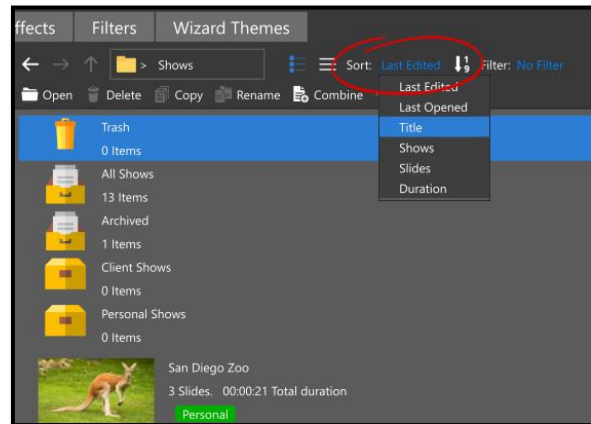 ffects Filters Wizard Themes
> Shows Sort: Last Edited Filter: No Filter
Open Delete Copy Rename Combine
Last Edited
Last Opened
Title
Shows
Slides
Duration
Trash
0 Items
All Shows
13 Items
Archived
1 Items
Client Shows
0 Items
Personal Shows
0 Items
San Diego Zoo
3 Slides. 00:00:21 Total duration
Personal